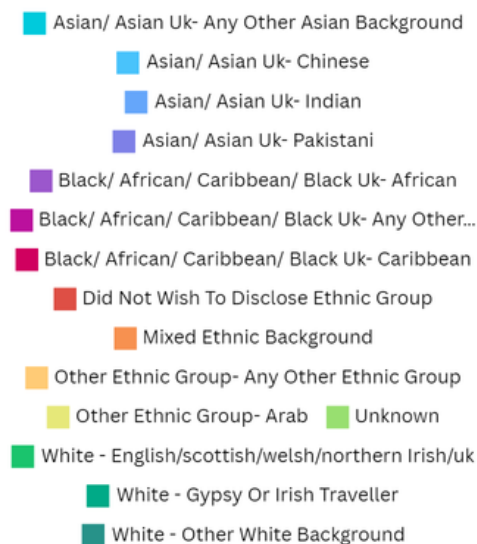 Asian/ Asian Uk- Any Other Asian Background
Asian/ Asian Uk- Chinese
Asian/ Asian Uk- Indian
Asian/ Asian Uk- Pakistani
Black/ African/ Caribbean/ Black Uk- African
Black/ African/ Caribbean/ Black Uk- Any Other...
Black/ African/ Caribbean/ Black Uk- Caribbean
Did Not Wish To Disclose Ethnic Group
Mixed Ethnic Background
Other Ethnic Group- Any Other Ethnic Group
Other Ethnic Group- Arab Unknown
White - English/scottish/welsh/northern Irish/uk
White - Gypsy Or Irish Traveller
White - Other White Background